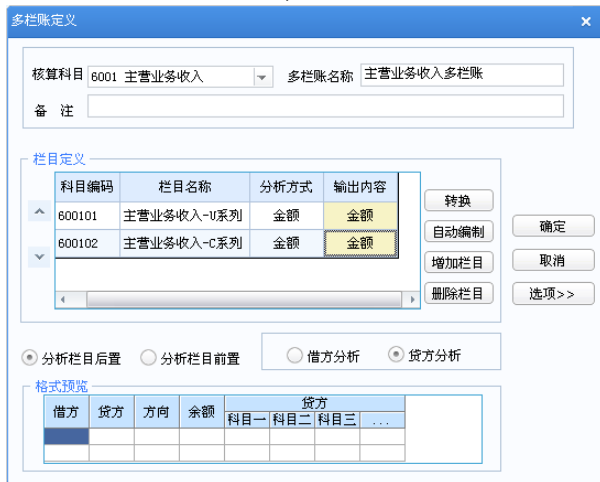 多栏账定义
核算科目 6001 主营业务收入 多栏账名称 主营业务收入多栏账
备 注
栏目定义
科目编码 栏目名称 分析方式 输出内容
600101 主营业务收入-U系列 金额 金额
600102 主营业务收入-C系列 金额 金额
转换
自动编制
增加栏目
删除栏目
确定
取消
选项>>
分析栏目后置 分析栏目前置 借方分析 贷方分析
格式预览
借方 贷方 方向 余额 贷方
科目一 科目二 科目三 ...